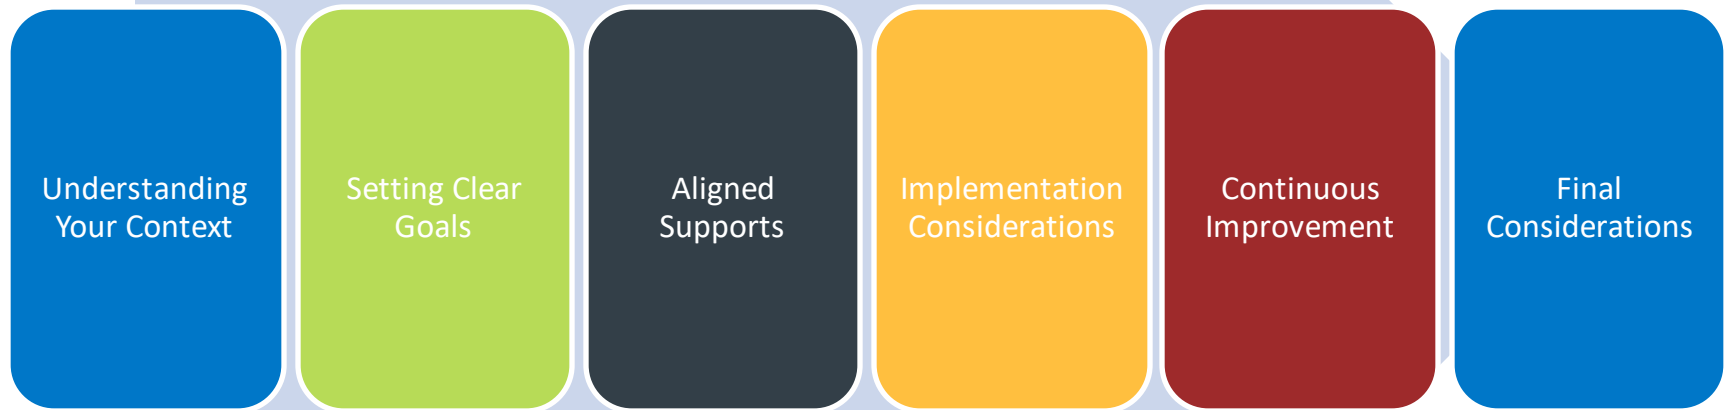 Understanding
Your Context
Setting Clear
Goals
Aligned
Supports
Implementation
Considerations
Continuous
Improvement
Final
Considerations